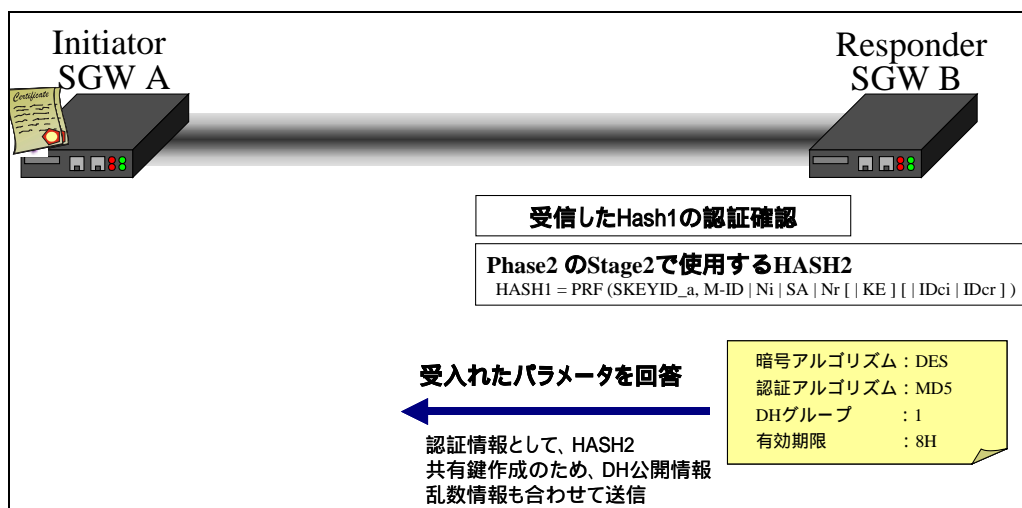 Initiator
SGW A
Responder
SGW B
Certificate
受信したHash1の認証確認
Phase2 のStage2で使用するHASH2
HASH1 = PRF (SKEYID_a, M-ID | Ni | SA | Nr [ | KE ] [ | IDci | IDcr ] )
受入れたパラメータを回答
認証情報として、HASH2
共有鍵作成のため、DH公開情報
乱数情報も合わせて送信
暗号アルゴリズム：DES
認証アルゴリズム：MD5
DHグループ ：1
有効期限 ：8H